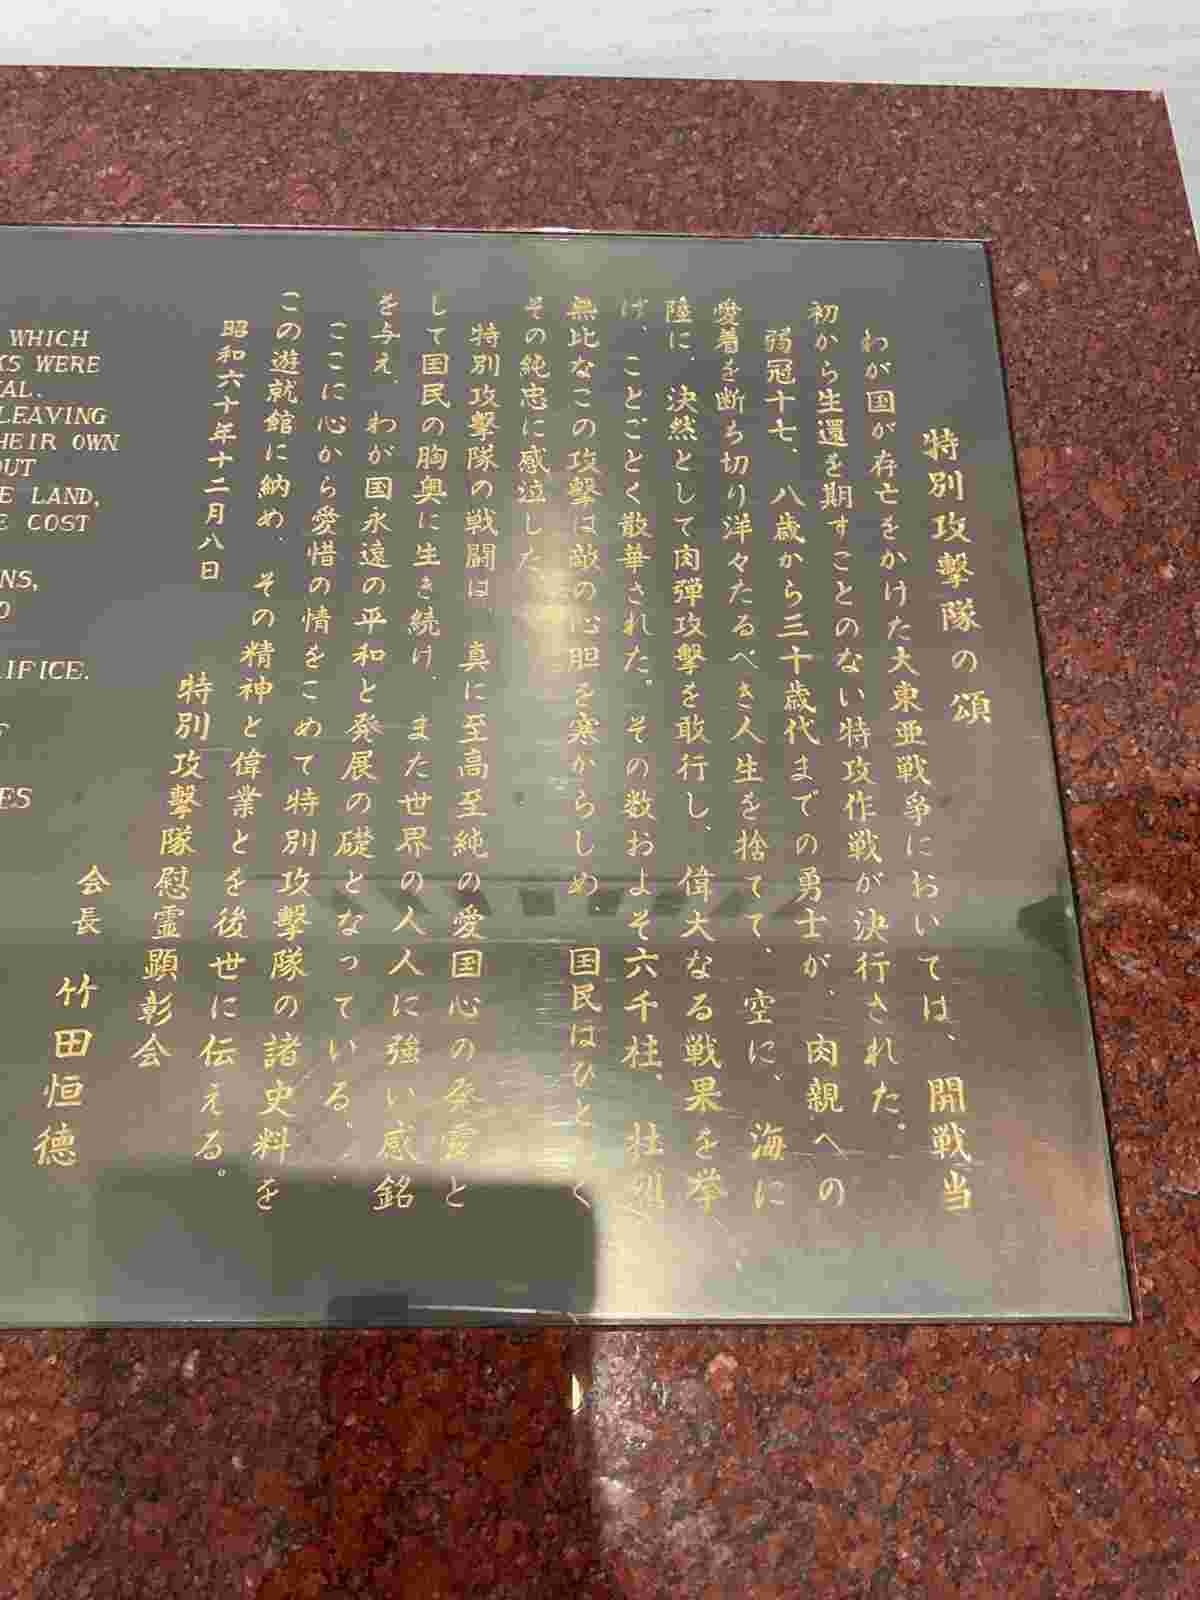 特別攻撃隊の頌
わが国が存亡をかけた大東亜戦争においては、開戦当
初から生還を期すことのない特攻作戦が決行された。
弱冠十七、八歳から三十歳代までの勇士が、肉親への
愛着を断ち切り洋々たるべき人生を捨てて、空に、海に
陸に、決然として肉弾攻撃を敢行し、偉大なる戦果を挙
げ、ことごとく散華された。その数およそ六千柱、壮烈
無比なこの攻撃は敵の心胆を寒からしめ、国民はひとしく
その純忠に感泣した。
特別攻撃隊の戦闘は、真に至高至純の愛国心の発露と
して国民の胸奥に生き続け、また世界の人人に強い感銘
を与え、わが国永遠の平和と発展の礎となっている。
ここに心から愛惜の情をこめて特別攻撃隊の諸史料を
この遊就館に納め、その精神と偉業とを後世に伝える。
昭和六十年十二月八日
特別攻撃隊慰霊顕彰会
会長 竹田恒徳
WHICH
KS WERE
TAL.
LEAVING
HEIR OWN
OUT
E LAND,
E COST
NS,
O
IFICE.
F
ES